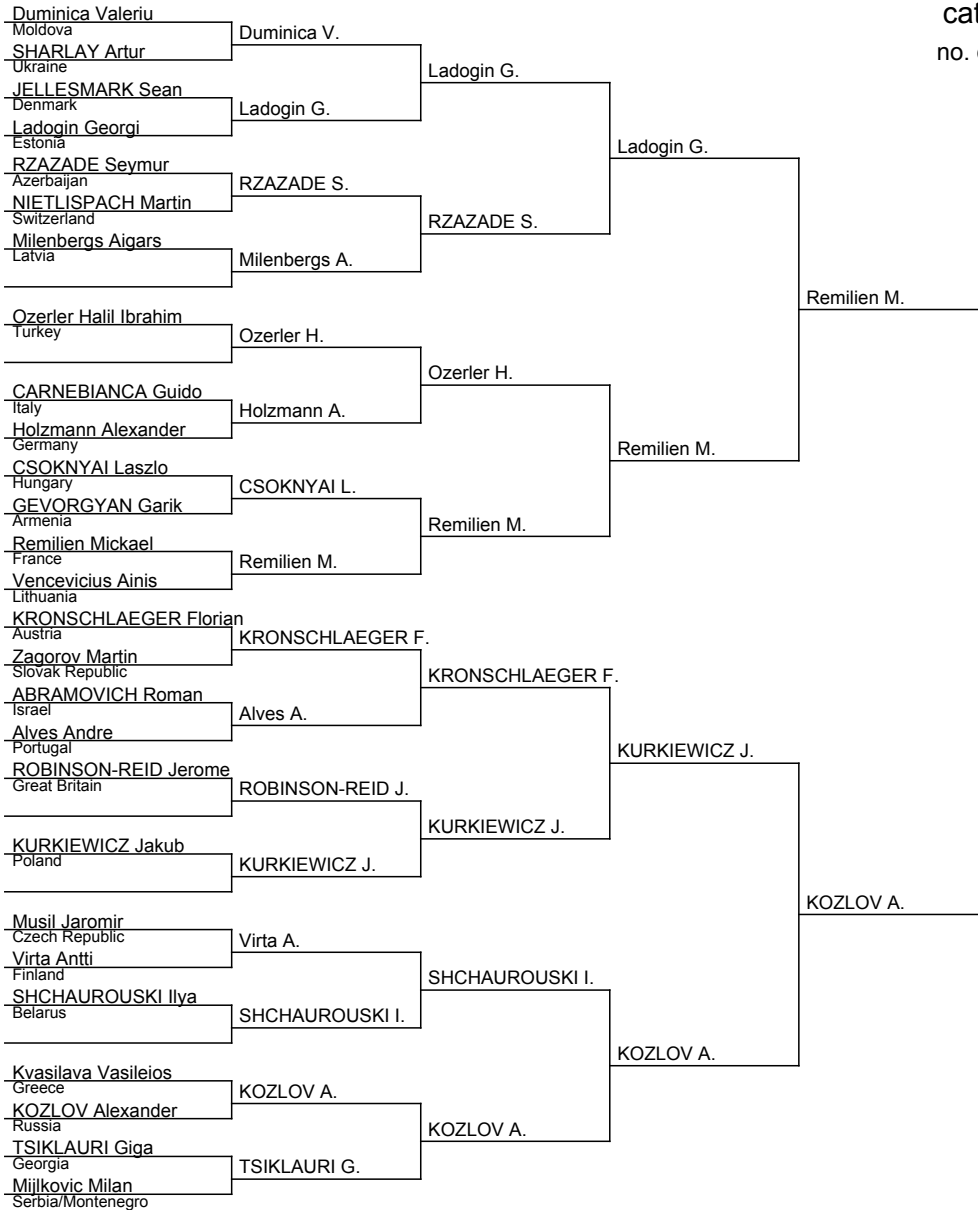 Duminica Valeriu
Moldova
SHARLAY Artur
Ukraine
JELLESMARK Sean
Denmark
Ladogin Georgi
Estonia
RZAZADE Seymur
Azerbaijan
NIETLISPACH Martin
Switzerland
Milenbergs Aigars
Latvia
Ozerler Halil Ibrahim
Turkey
CARNEBIANCA Guido
Italy
Holzmann Alexander
Germany
CSOKNYAI Laszlo
Hungary
GEVORGYAN Garik
Armenia
Remilien Mickael
France
Vencevicius Ainis
Lithuania
KRONSCHLAEGER Florian
Austria
Zagorov Martin
Slovak Republic
ABRAMOVICH Roman
Israel
Alves Andre
Portugal
ROBINSON-REID Jerome
Great Britain
KURKIEWICZ Jakub
Poland
Musil Jaromir
Czech Republic
Virta Antti
Finland
SHCHAUROUSKI Ilya
Belarus
Kvasilava Vasileios
Greece
KOZLOV Alexander
Russia
TSIKLAURI Giga
Georgia
Mijlkovic Milan
Serbia/Montenegro
Duminica V.
Ladogin G.
RZAZADE S.
Milenbergs A.
Ozerler H.
Holzmann A.
CSOKNYAI L.
Remilien M.
KRONSCHLAEGER F.
Alves A.
ROBINSON-REID J.
KURKIEWICZ J.
Virta A.
SHCHAUROUSKI I.
KOZLOV A.
TSIKLAURI G.
Ladogin G.
RZAZADE S.
Ozerler H.
Remilien M.
KRONSCHLAEGER F.
KURKIEWICZ J.
SHCHAUROUSKI I.
KOZLOV A.
Ladogin G.
Remilien M.
KURKIEWICZ J.
KOZLOV A.
Remilien M.
KOZLOV A.
no.